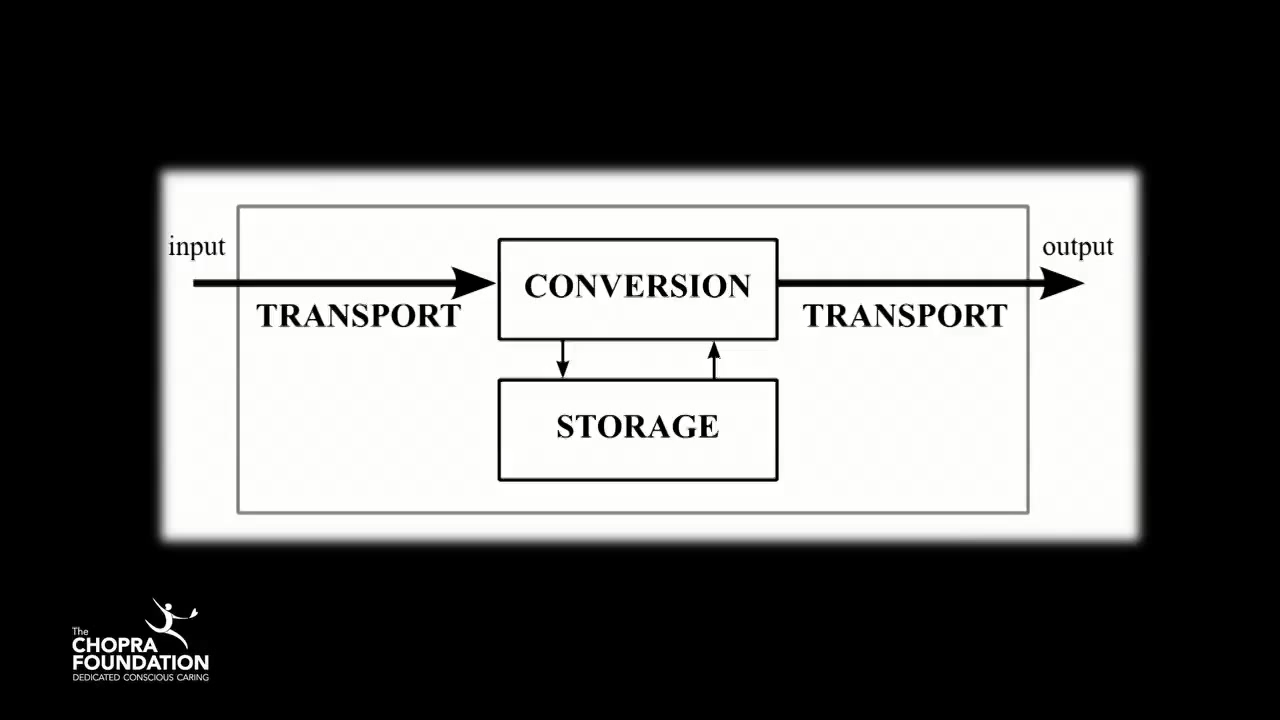 input
output
CONVERSION
TRANSPORT
TRANSPORT
STORAGE
The
CHOPRA
FOUNDATION
DEDICATED CONSCIOUS CARING